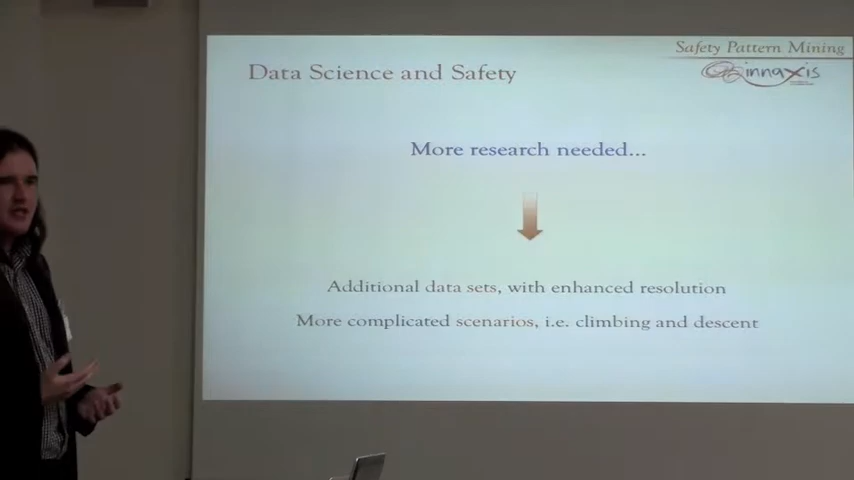 Safety Pattern Mining
innaxis
Data Science and Safety
More research needed...
Additional data sets, with enhanced resolution
More complicated scenarios, i.e. climbing and descent